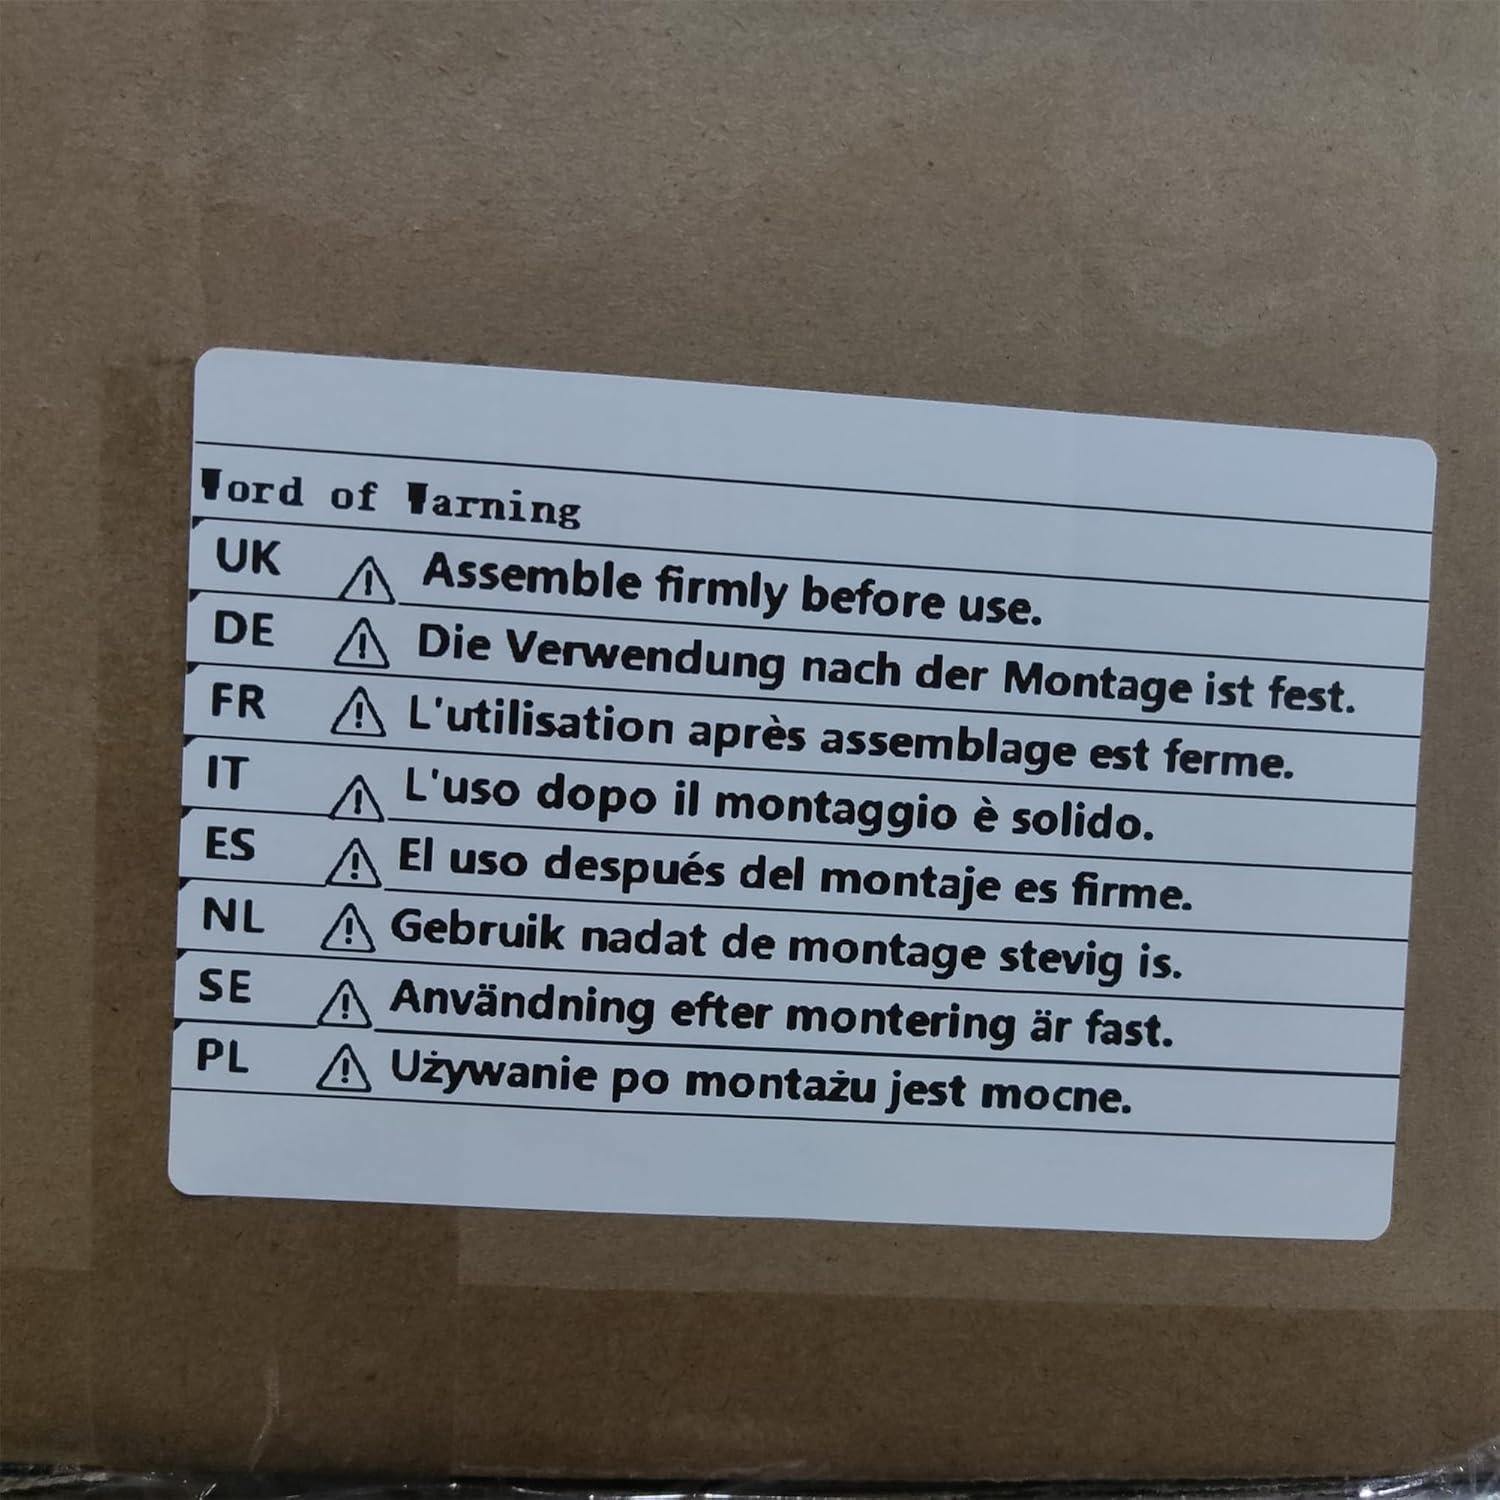 Word of Warning
UK ⚠ Assemble firmly before use.
DE ⚠ Die Verwendung nach der Montage ist fest.
FR ⚠ L'utilisation après assemblage est ferme.
IT ⚠ L'uso dopo il montaggio è solido.
ES ⚠ El uso después del montaje es firme.
NL ⚠ Gebruik nadat de montage stevig is.
SE ⚠ Användning efter montering är fast.
PL ⚠ Używanie po montażu jest mocne.